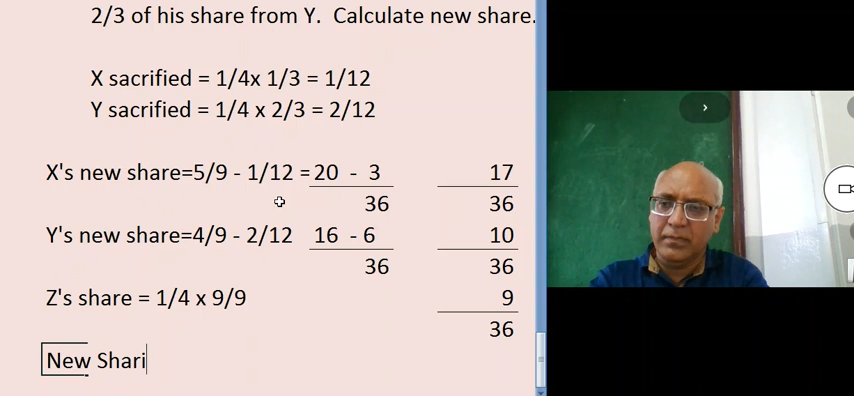 2/3 of his share from Y. Calculate new share.
X sacrified = 1/4x 1/3 = 1/12
Y sacrified = 1/4 x 2/3 = 2/12
X's new share=5/9 - 1/12 = 20 - 3 17
36 36
Y's new share=4/9 - 2/12 16 - 6 10
36 36
Z's share = 1/4 x 9/9 9
36
New Shari